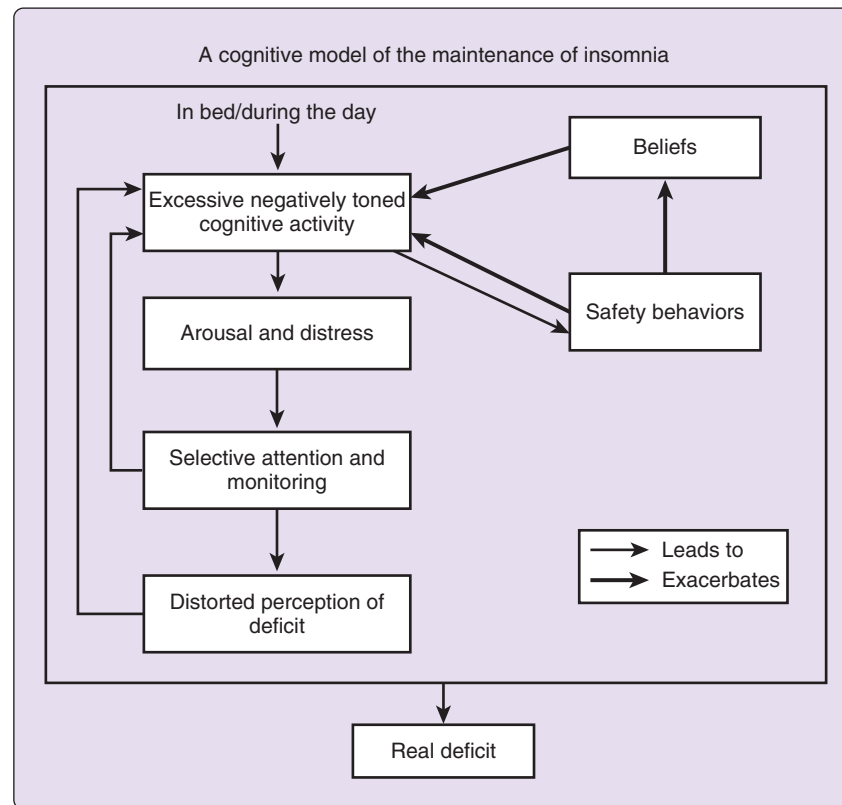 A cognitive model of the maintenance of insomnia
In bed/during the day
Excessive negatively toned
cognitive activity
Beliefs
Arousal and distress
Safety behaviors
Selective attention and
monitoring
Distorted perception of
deficit
Leads to
Exacerbates
Real deficit